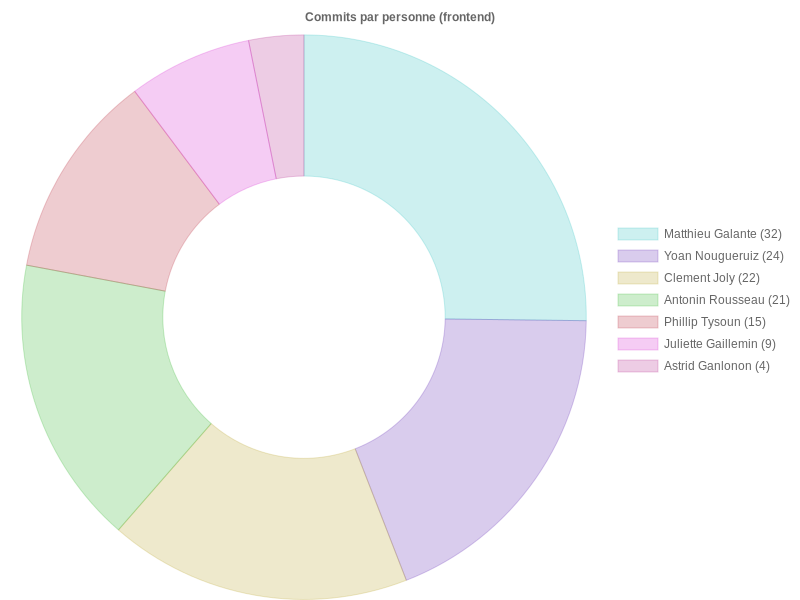 Commits par personne (frontend)
Matthieu Galante (32)
Yoan Nougueruiz (24)
Clement Joly (22)
Antonin Rousseau (21)
Phillip Tysoun (15)
Juliette Gaillemin (9)
Astrid Ganlonon (4)